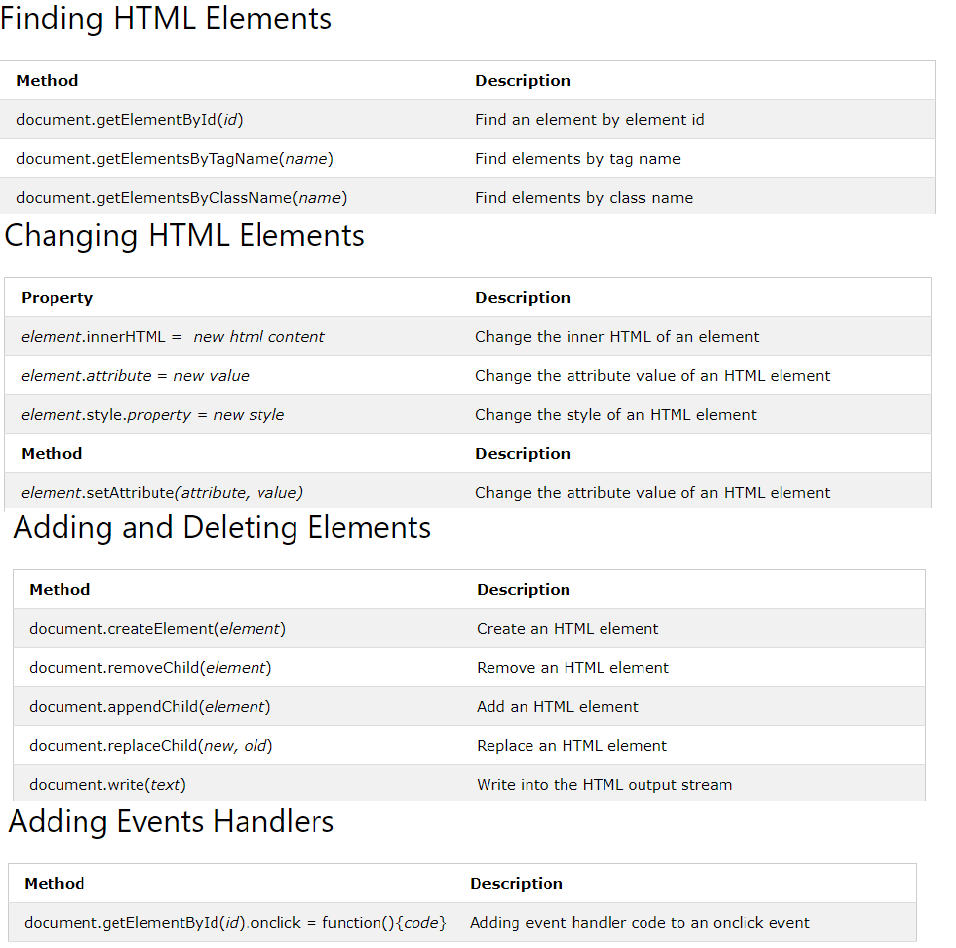 Finding HTML Elements
Method Description
document.getElementById(id) Find an element by element id
document.getElementsByTagName(name) Find elements by tag name
document.getElementsByClassName(name) Find elements by class name
Changing HTML Elements
Property Description
element.innerHTML = new html content Change the inner HTML of an element
element.attribute = new value Change the attribute value of an HTML element
element.style.property = new style Change the style of an HTML element
Method Description
element.setAttribute(attribute, value) Change the attribute value of an HTML element
Adding and Deleting Elements
Method Description
document.createElement(element) Create an HTML element
document.removeChild(element) Remove an HTML element
document.appendChild(element) Add an HTML element
document.replaceChild(new, old) Replace an HTML element
document.write(text) Write into the HTML output stream
Adding Events Handlers
Method Description
document.getElementById(id).onclick = function(){code} Adding event handler code to an onclick event